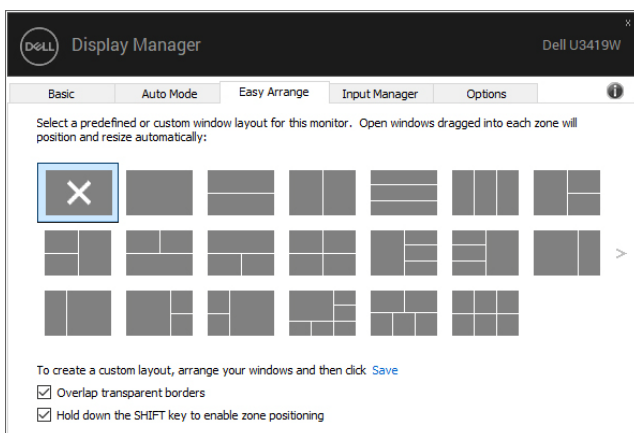 x
DELL Display Manager Dell U3419W
Basic Auto Mode Easy Arrange Input Manager Options
Select a predefined or custom window layout for this monitor. Open windows dragged into each zone will
position and resize automatically:
>
To create a custom layout, arrange your windows and then click Save
Overlap transparent borders
Hold down the SHIFT key to enable zone positioning